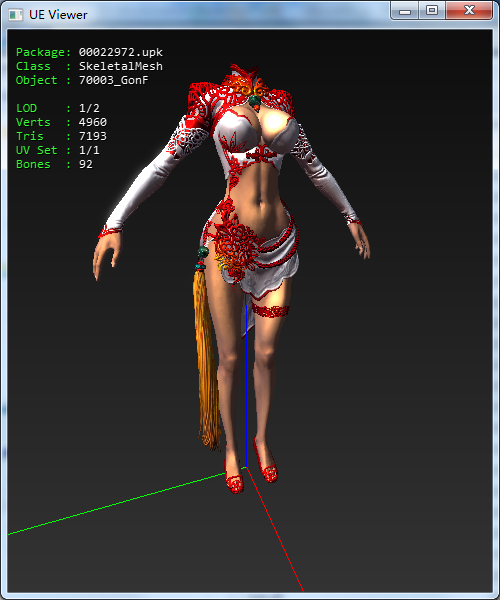 UE Viewer
Package: 00022972.upk
Class  : SkeletalMesh
Object : 70003_GonF
LOD    : 1/2
Verts  : 4960
Tris   : 7193
UV Set : 1/1
Bones  : 92